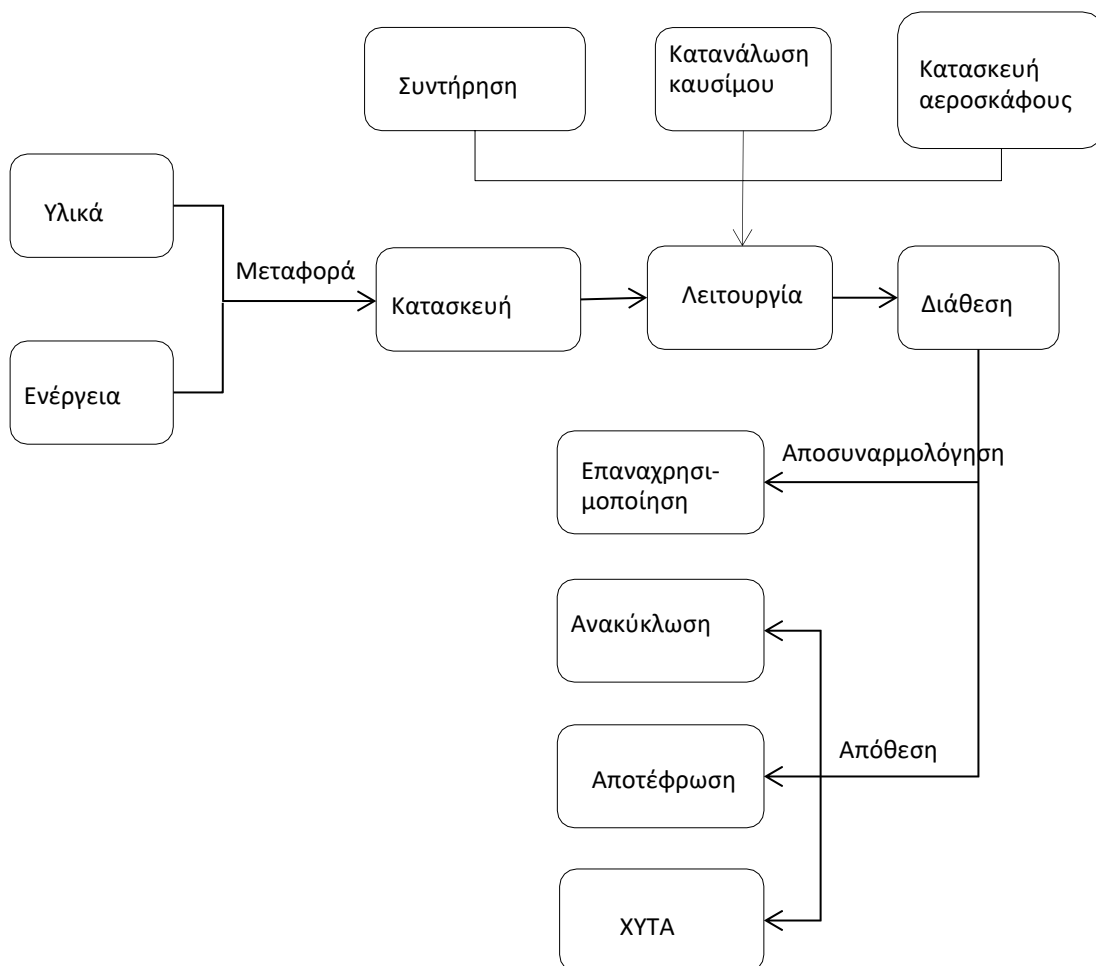 Συντήρηση
Κατανάλωση
καυσίμου
Κατασκευή
αεροσκάφους
Υλικά
Μεταφορά
Κατασκευή
Λειτουργία
Διάθεση
Ενέργεια
Αποσυναρμολόγηση
Επαναχρησι-
μοποίηση
Ανακύκλωση
Απόθεση
Αποτέφρωση
ΧΥΤΑ